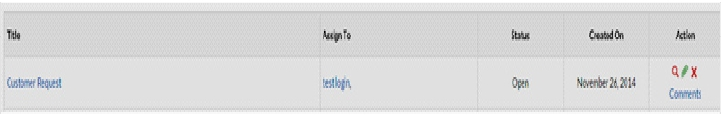 Title Assign To Status Created On Action
Customer Request testlogin, Open November 26, 2014
Comments